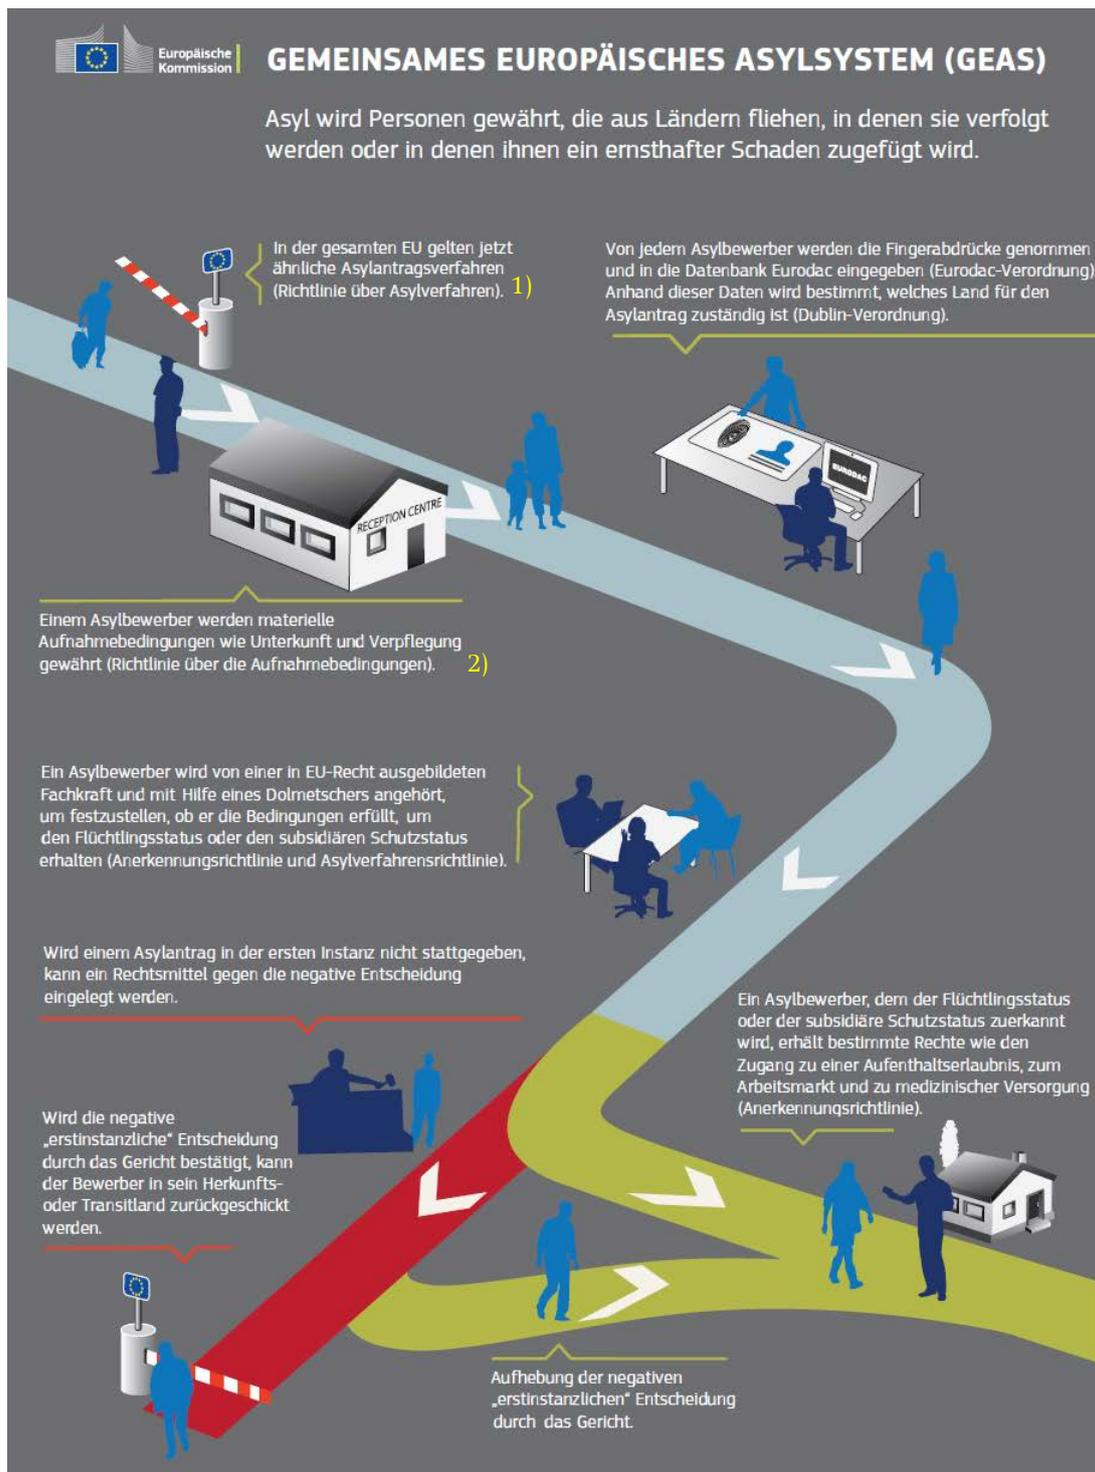 Europäische
Kommission
GEMEINSAMES EUROPÄISCHES ASYLSYSTEM (GEAS)
Asyl wird Personen gewährt, die aus Ländern fliehen, in denen sie verfolgt
werden oder in denen ihnen ein ernsthafter Schaden zugefügt wird.
In der gesamten EU gelten jetzt
ähnliche Asylantragsverfahren
(Richtlinie über Asylverfahren). 1)
Von jedem Asylbewerber werden die Fingerabdrücke genommen
und in die Datenbank Eurodac eingegeben (Eurodac-Verordnung)
Anhand dieser Daten wird bestimmt, welches Land für den
Asylantrag zuständig ist (Dublin-Verordnung).
EURODAC
RECEPTION CENTRE
Einem Asylbewerber werden materielle
Aufnahmebedingungen wie Unterkunft und Verpflegung
gewährt (Richtlinie über die Aufnahmebedingungen). 2)
Ein Asylbewerber wird von einer in EU-Recht ausgebildeten
Fachkraft und mit Hilfe eines Dolmetschers angehört,
um festzustellen, ob er die Bedingungen erfüllt, um
den Flüchtlingsstatus oder den subsidiären Schutzstatus
erhalten (Anerkennungsrichtlinie und Asylverfahrensrichtlinie).
Wird einem Asylantrag in der ersten Instanz nicht stattgegeben,
kann ein Rechtsmittel gegen die negative Entscheidung
eingelegt werden.
Ein Asylbewerber, dem der Flüchtlingsstatus
oder der subsidiäre Schutzstatus zuerkannt
wird, erhält bestimmte Rechte wie den
Zugang zu einer Aufenthaltserlaubnis, zum
Arbeitsmarkt und zu medizinischer Versorgung
(Anerkennungsrichtlinie).
Wird die negative
„erstinstanzliche“ Entscheidung
durch das Gericht bestätigt, kann
der Bewerber in sein Herkunfts-
oder Transitland zurückgeschickt
werden.
Aufhebung der negativen
„erstinstanzlichen“ Entscheidung
durch das Gericht.